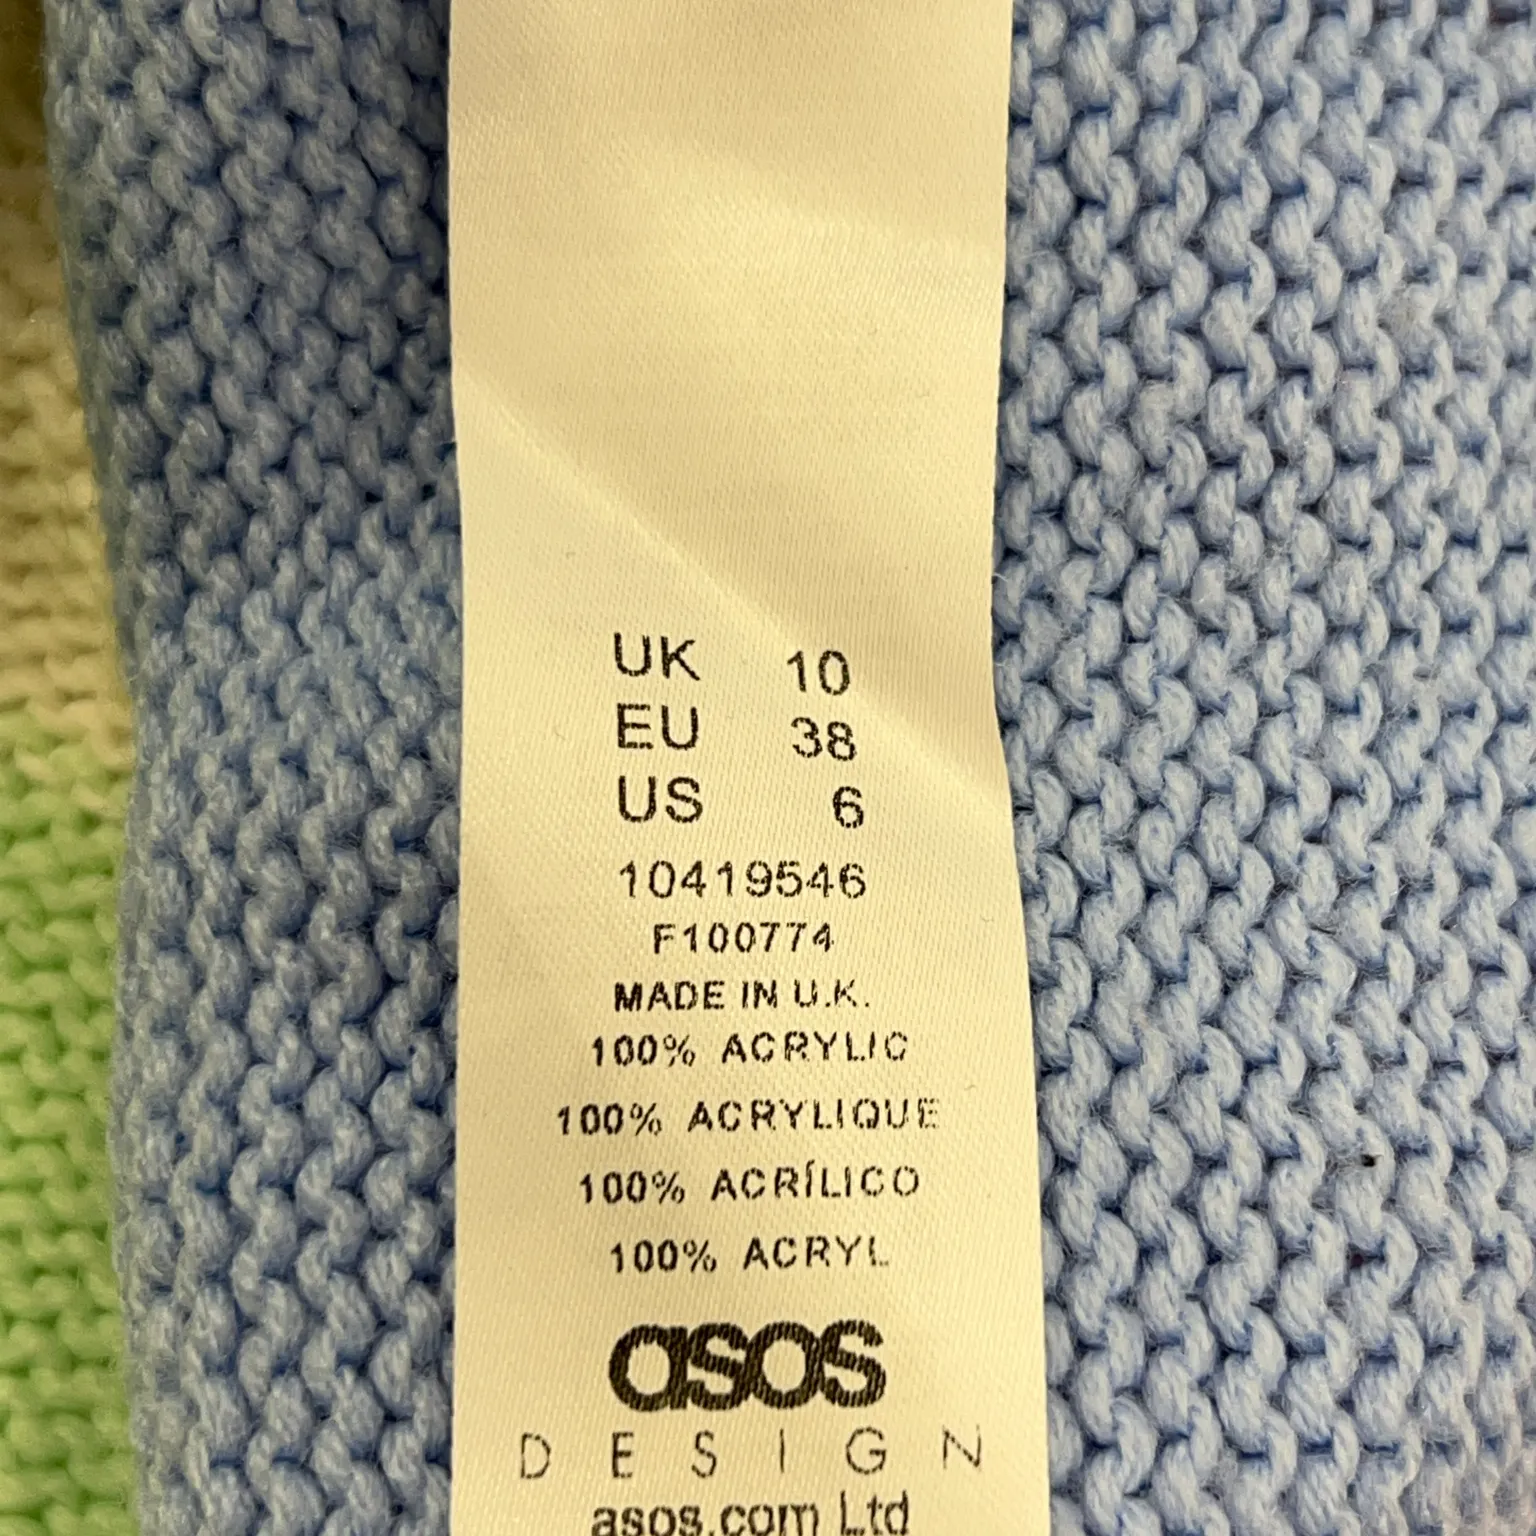 UK 10
EU 38
US 6
10419546
F100774
MADE IN U.K.
100% ACRYLIC
100% ACRYLIQUE
100% ACRÍLICO
100% ACRYL
asos
DESIGN
asos.com Ltd